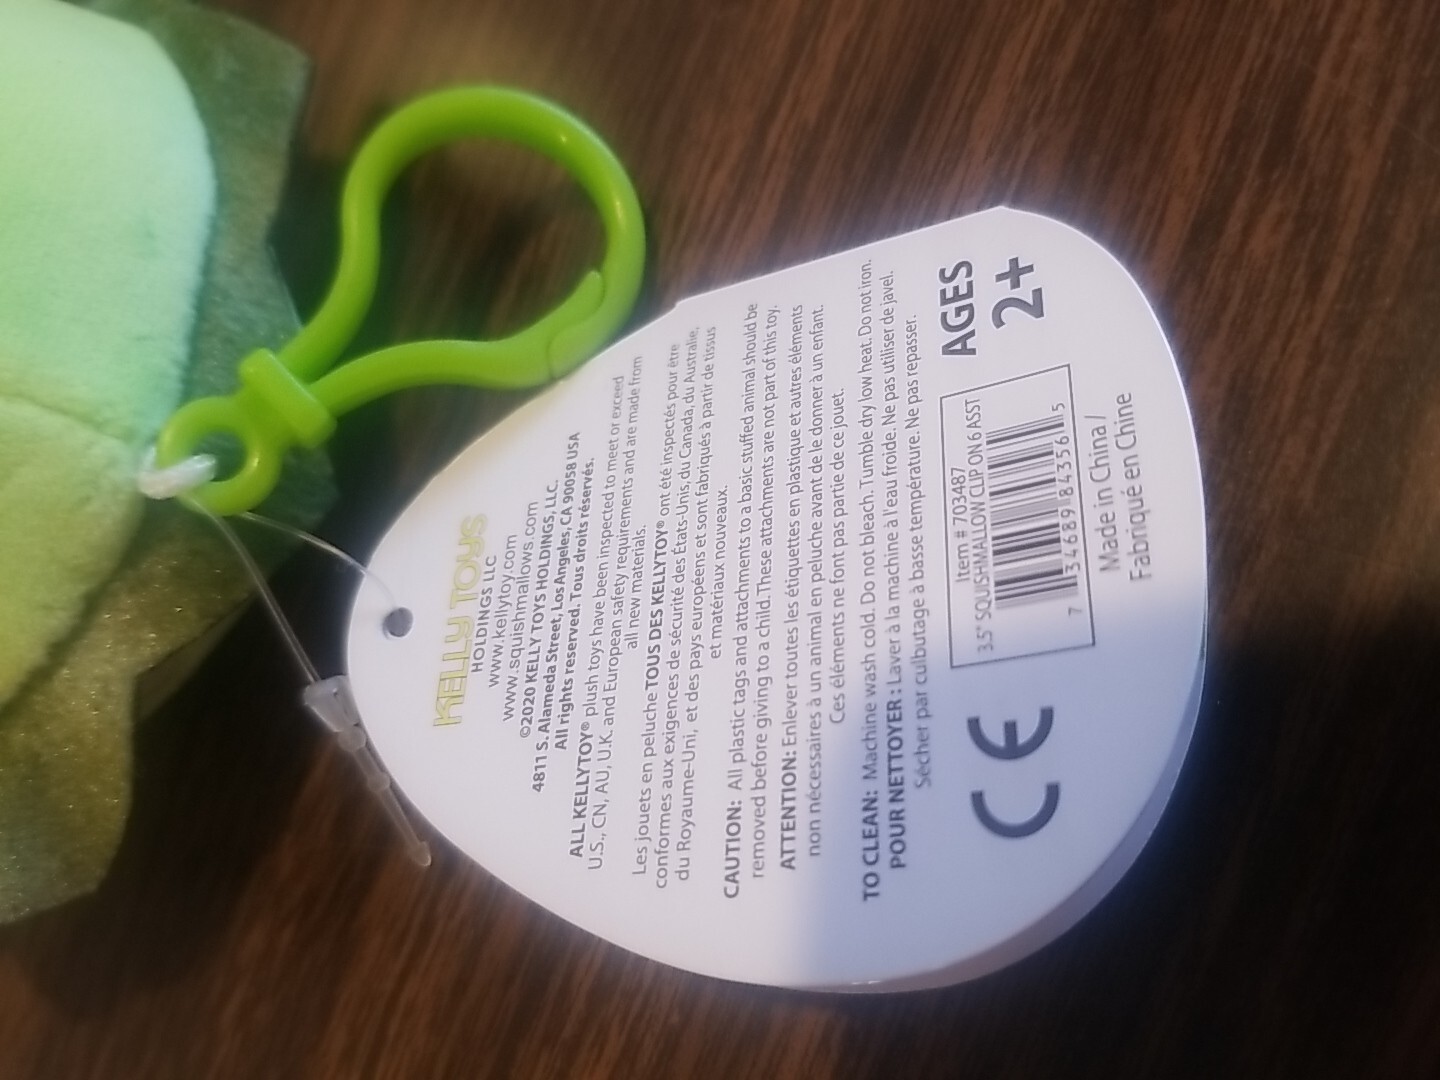 KELLY TOYS
HOLDINGS LLC
www.kellytoy.com
www.squishmallows.com
©2020 KELLY TOYS HOLDINGS, LLC.
4811 S. Alameda Street, Los Angeles, CA 90058 USA
All rights reserved. Tous droits réservés.
ALL KELLYTOY® plush toys have been inspected to meet or exceed
U.S., CN, AU, U.K. and European safety requirements and are made from
all new materials.
Les jouets en peluche TOUS DES KELLYTOY® ont été inspectés pour être
conformes aux exigences de sécurité des États-Unis, du Canada, du Australie,
du Royaume-Uni, et des pays européens et sont fabriqués à partir de tissus
et matériaux nouveaux.
CAUTION: All plastic tags and attachments to a basic stuffed animal should be
removed before giving to a child. These attachments are not part of this toy.
ATTENTION: Enlever toutes les étiquettes en plastique et autres éléments
non nécessaires à un animal en peluche avant de le donner à un enfant.
Ces éléments ne font pas partie de ce jouet.
TO CLEAN: Machine wash cold. Do not bleach. Tumble dry low heat. Do not iron.
POUR NETTOYER : Laver à la machine à l'eau froide. Ne pas utiliser de javel.
Sécher par culbutage à basse température. Ne pas repasser.
CE
Item # 703487
3.5" SQUISHMALLOW CLIP ON 6 ASST
7 34689 84356 5
Made in China /
Fabriqué en Chine
AGES
2+